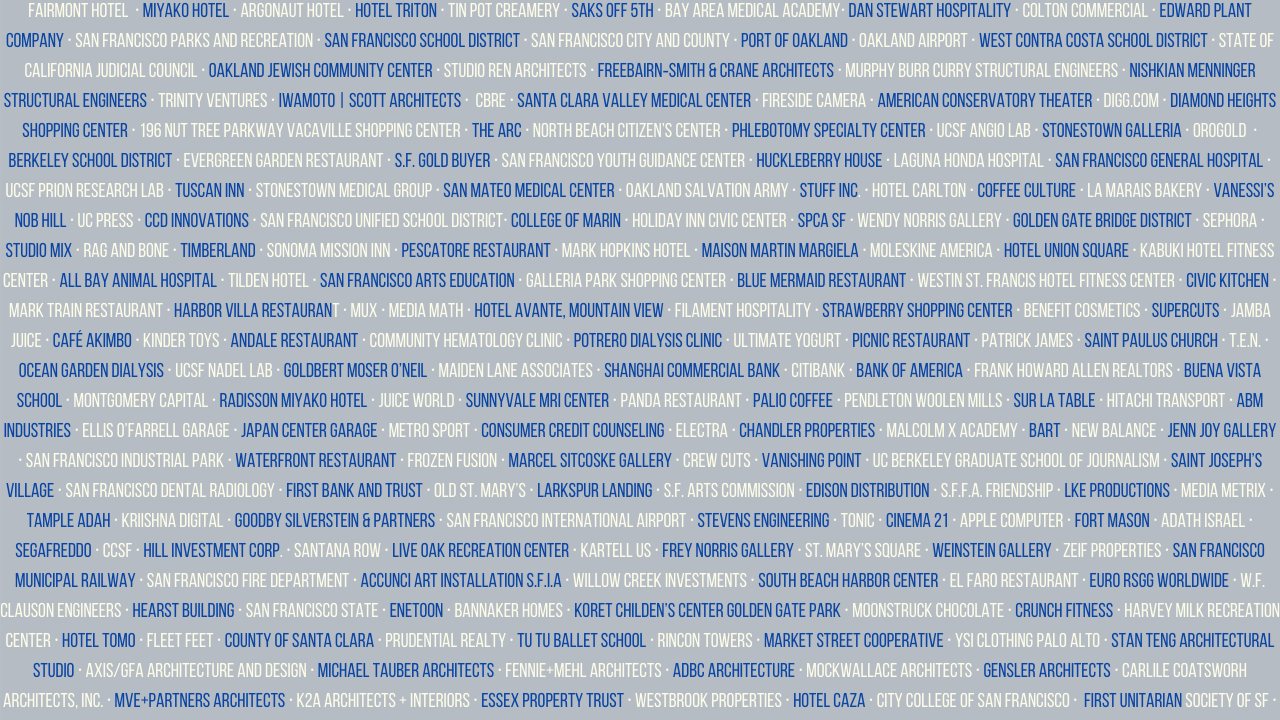 FAIRMONT HOTEL · MIYAKO HOTEL · ARGONAUT HOTEL · HOTEL TRITON · TIN POT CREAMERY · SAKS OFF 5TH · BAY AREA MEDICAL ACADEMY· DAN STEWART HOSPITALITY · COLTON COMMERCIAL · EDWARD PLANT
COMPANY · SAN FRANCISCO PARKS AND RECREATION · SAN FRANCISCO SCHOOL DISTRICT · SAN FRANCISCO CITY AND COUNTY · PORT OF OAKLAND · OAKLAND AIRPORT · WEST CONTRA COSTA SCHOOL DISTRICT · STATE OF
CALIFORNIA JUDICIAL COUNCIL · OAKLAND JEWISH COMMUNITY CENTER · STUDIO REN ARCHITECTS · FREEBAIRN-SMITH & CRANE ARCHITECTS · MURPHY BURR CURRY STRUCTURAL ENGINEERS · NISHKIAN MENNINGER
STRUCTURAL ENGINEERS · TRINITY VENTURES · IWAMOTO | SCOTT ARCHITECTS · CBRE · SANTA CLARA VALLEY MEDICAL CENTER · FIRESIDE CAMERA · AMERICAN CONSERVATORY THEATER · DIGG.COM · DIAMOND HEIGHTS
SHOPPING CENTER · 196 NUT TREE PARKWAY VACAVILLE SHOPPING CENTER · THE ARC · NORTH BEACH CITIZEN'S CENTER · PHLEBOTOMY SPECIALTY CENTER · UCSF ANGIO LAB · STONESTOWN GALLERIA · OROGOLD ·
BERKELEY SCHOOL DISTRICT · EVERGREEN GARDEN RESTAURANT · S.F. GOLD BUYER · SAN FRANCISCO YOUTH GUIDANCE CENTER · HUCKLEBERRY HOUSE · LAGUNA HONDA HOSPITAL · SAN FRANCISCO GENERAL HOSPITAL ·
UCSF PRION RESEARCH LAB · TUSCAN INN · STONESTOWN MEDICAL GROUP · SAN MATEO MEDICAL CENTER · OAKLAND SALVATION ARMY · STUFF INC · HOTEL CARLTON · COFFEE CULTURE · LA MARAIS BAKERY · VANESSI'S
NOB HILL · UC PRESS · CCD INNOVATIONS · SAN FRANCISCO UNIFIED SCHOOL DISTRICT· COLLEGE OF MARIN · HOLIDAY INN CIVIC CENTER · SPCA SF · WENDY NORRIS GALLERY · GOLDEN GATE BRIDGE DISTRICT · SEPHORA ·
STUDIO MIX · RAG AND BONE · TIMBERLAND · SONOMA MISSION INN · PESCATORE RESTAURANT · MARK HOPKINS HOTEL · MAISON MARTIN MARGIELA · MOLESKINE AMERICA · HOTEL UNION SQUARE · KABUKI HOTEL FITNESS
CENTER · ALL BAY ANIMAL HOSPITAL · TILDEN HOTEL · SAN FRANCISCO ARTS EDUCATION · GALLERIA PARK SHOPPING CENTER · BLUE MERMAID RESTAURANT · WESTIN ST. FRANCIS HOTEL FITNESS CENTER · CIVIC KITCHEN ·
MARK TRAIN RESTAURANT · HARBOR VILLA RESTAURANT · MUX · MEDIA MATH · HOTEL AVANTE, MOUNTAIN VIEW · FILAMENT HOSPITALITY · STRAWBERRY SHOPPING CENTER · BENEFIT COSMETICS · SUPERCUTS · JAMBA
JUICE · CAFÉ AKIMBO · KINDER TOYS · ANDALE RESTAURANT · COMMUNITY HEMATOLOGY CLINIC · POTRERO DIALYSIS CLINIC · ULTIMATE YOGURT · PICNIC RESTAURANT · PATRICK JAMES · SAINT PAULUS CHURCH · T.E.N. ·
OCEAN GARDEN DIALYSIS · UCSF NADEL LAB · GOLDBERT MOSER O'NEIL · MAIDEN LANE ASSOCIATES · SHANGHAI COMMERCIAL BANK · CITIBANK · BANK OF AMERICA · FRANK HOWARD ALLEN REALTORS · BUENA VISTA
SCHOOL · MONTGOMERY CAPITAL · RADISSON MIYAKO HOTEL · JUICE WORLD · SUNNYVALE MRI CENTER · PANDA RESTAURANT · PALIO COFFEE · PENDLETON WOOLEN MILLS · SUR LA TABLE · HITACHI TRANSPORT · ABM
INDUSTRIES · ELLIS O'FARRELL GARAGE · JAPAN CENTER GARAGE · METRO SPORT · CONSUMER CREDIT COUNSELING · ELECTRA · CHANDLER PROPERTIES · MALCOLM X ACADEMY · BART · NEW BALANCE · JENN JOY GALLERY
· SAN FRANCISCO INDUSTRIAL PARK · WATERFRONT RESTAURANT · FROZEN FUSION · MARCEL SITCOSKE GALLERY · CREW CUTS · VANISHING POINT · UC BERKELEY GRADUATE SCHOOL OF JOURNALISM · SAINT JOSEPH'S
VILLAGE · SAN FRANCISCO DENTAL RADIOLOGY · FIRST BANK AND TRUST · OLD ST. MARY'S · LARKSPUR LANDING · S.F. ARTS COMMISSION · EDISON DISTRIBUTION · S.F.F.A. FRIENDSHIP · LKE PRODUCTIONS · MEDIA METRIX ·
TAMPLE ADAH · KRIISHNA DIGITAL · GOODBY SILVERSTEIN & PARTNERS · SAN FRANCISCO INTERNATIONAL AIRPORT · STEVENS ENGINEERING · TONIC · CINEMA 21 · APPLE COMPUTER · FORT MASON · ADATH ISRAEL ·
SEGAFREDDO · CCSF · HILL INVESTMENT CORP. · SANTANA ROW · LIVE OAK RECREATION CENTER · KARTELL US · FREY NORRIS GALLERY · ST. MARY'S SQUARE · WEINSTEIN GALLERY · ZEIF PROPERTIES · SAN FRANCISCO
MUNICIPAL RAILWAY · SAN FRANCISCO FIRE DEPARTMENT · ACCUNCI ART INSTALLATION S.F.I.A · WILLOW CREEK INVESTMENTS · SOUTH BEACH HARBOR CENTER · EL FARO RESTAURANT · EURO RSGG WORLDWIDE · W.F.
CLAUSON ENGINEERS · HEARST BUILDING · SAN FRANCISCO STATE · ENETOON · BANNAKER HOMES · KORET CHILDEN'S CENTER GOLDEN GATE PARK · MOONSTRUCK CHOCOLATE · CRUNCH FITNESS · HARVEY MILK RECREATION
CENTER · HOTEL TOMO · FLEET FEET · COUNTY OF SANTA CLARA · PRUDENTIAL REALTY · TU TU BALLET SCHOOL · RINCON TOWERS · MARKET STREET COOPERATIVE · YSI CLOTHING PALO ALTO · STAN TENG ARCHITECTURAL
STUDIO · AXIS/GFA ARCHITECTURE AND DESIGN · MICHAEL TAUBER ARCHITECTS · FENNIE+MEHL ARCHITECTS · ADBC ARCHITECTURE · MOCKWALLACE ARCHITECTS · GENSLER ARCHITECTS · CARLILE COATSWORH
ARCHITECTS, INC. · MVE+PARTNERS ARCHITECTS · K2A ARCHITECTS + INTERIORS · ESSEX PROPERTY TRUST · WESTBROOK PROPERTIES · HOTEL CAZA · CITY COLLEGE OF SAN FRANCISCO · FIRST UNITARIAN SOCIETY OF SF ·